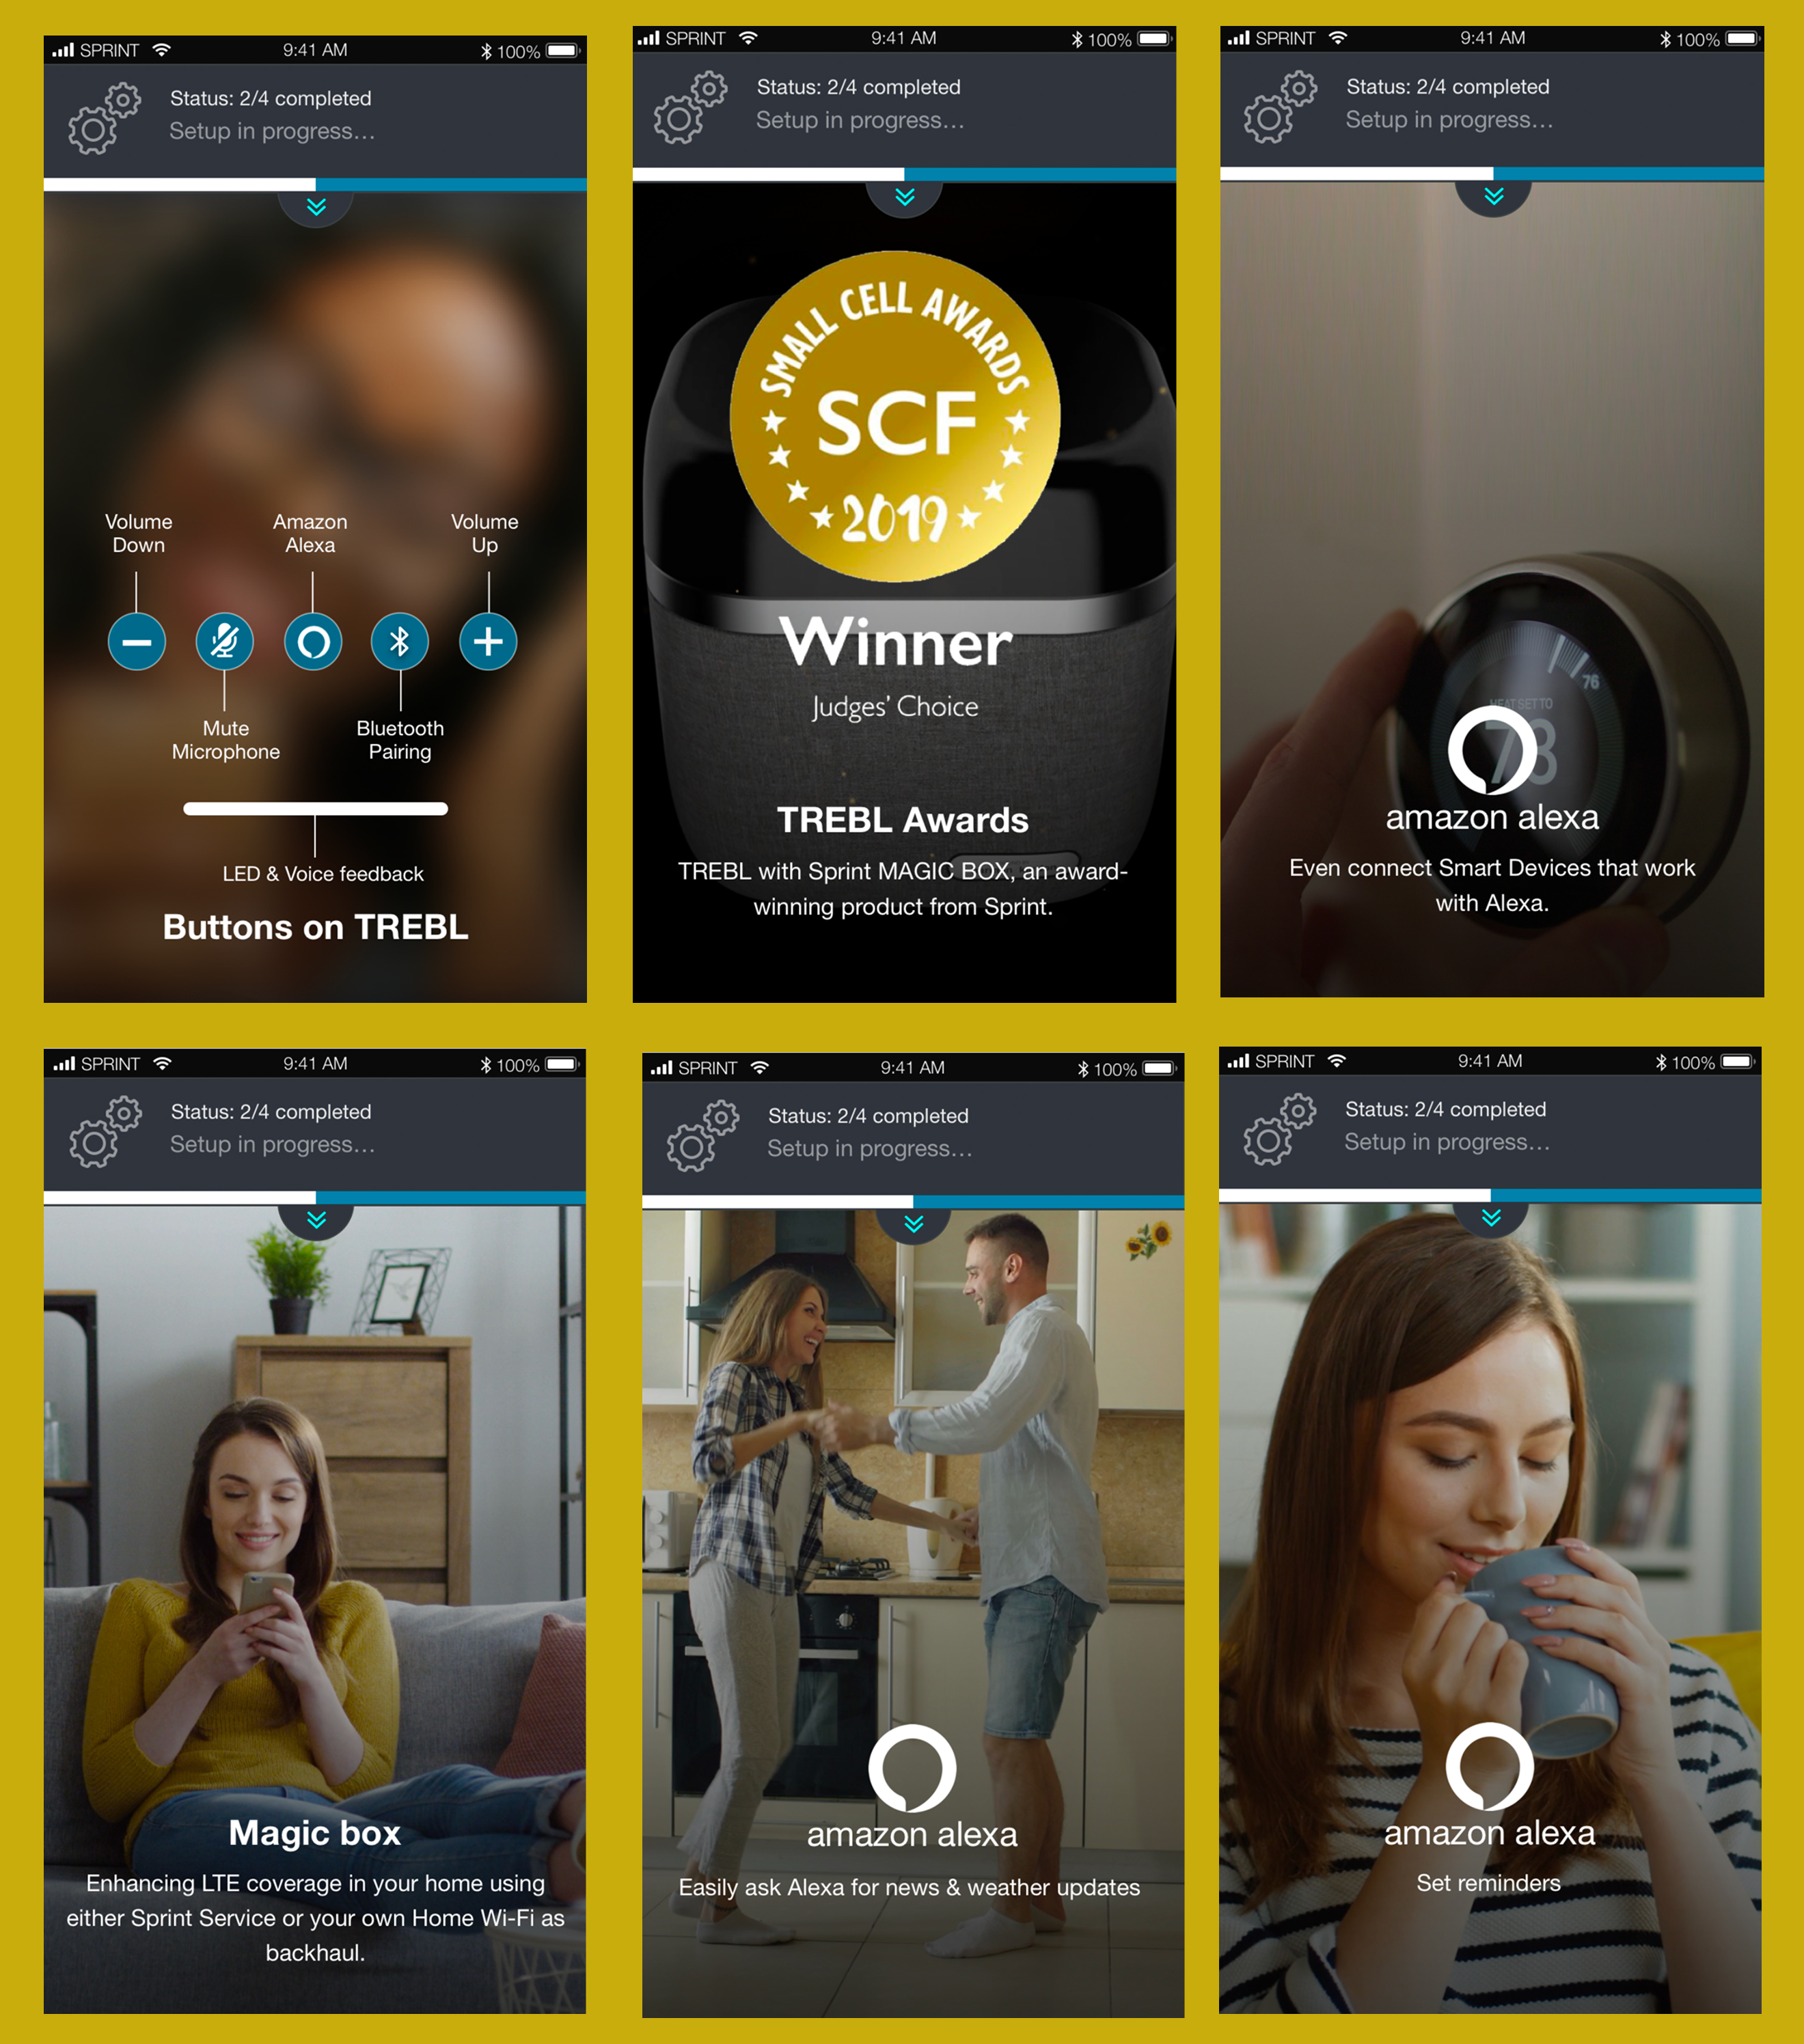 SPRINT 9:41 AM 100%
Status: 2/4 completed
Setup in progress...
Volume
Down
Amazon
Alexa
Volume
Up
Mute
Microphone
Bluetooth
Pairing
LED & Voice feedback
Buttons on TREBL
SPRINT 9:41 AM 100%
Status: 2/4 completed
Setup in progress...
SMALL CELL AWARDS
SCF
2019
Winner
Judges' Choice
TREBL Awards
TREBL with Sprint MAGIC BOX, an award-
winning product from Sprint.
SPRINT 9:41 AM 100%
Status: 2/4 completed
Setup in progress...
76
HEAT SET TO
73
amazon alexa
Even connect Smart Devices that work
with Alexa.
SPRINT 9:41 AM 100%
Status: 2/4 completed
Setup in progress...
Magic box
Enhancing LTE coverage in your home using
either Sprint Service or your own Home Wi-Fi as
backhaul.
SPRINT 9:41 AM 100%
Status: 2/4 completed
Setup in progress...
amazon alexa
Easily ask Alexa for news & weather updates
SPRINT 9:41 AM 100%
Status: 2/4 completed
Setup in progress...
amazon alexa
Set reminders